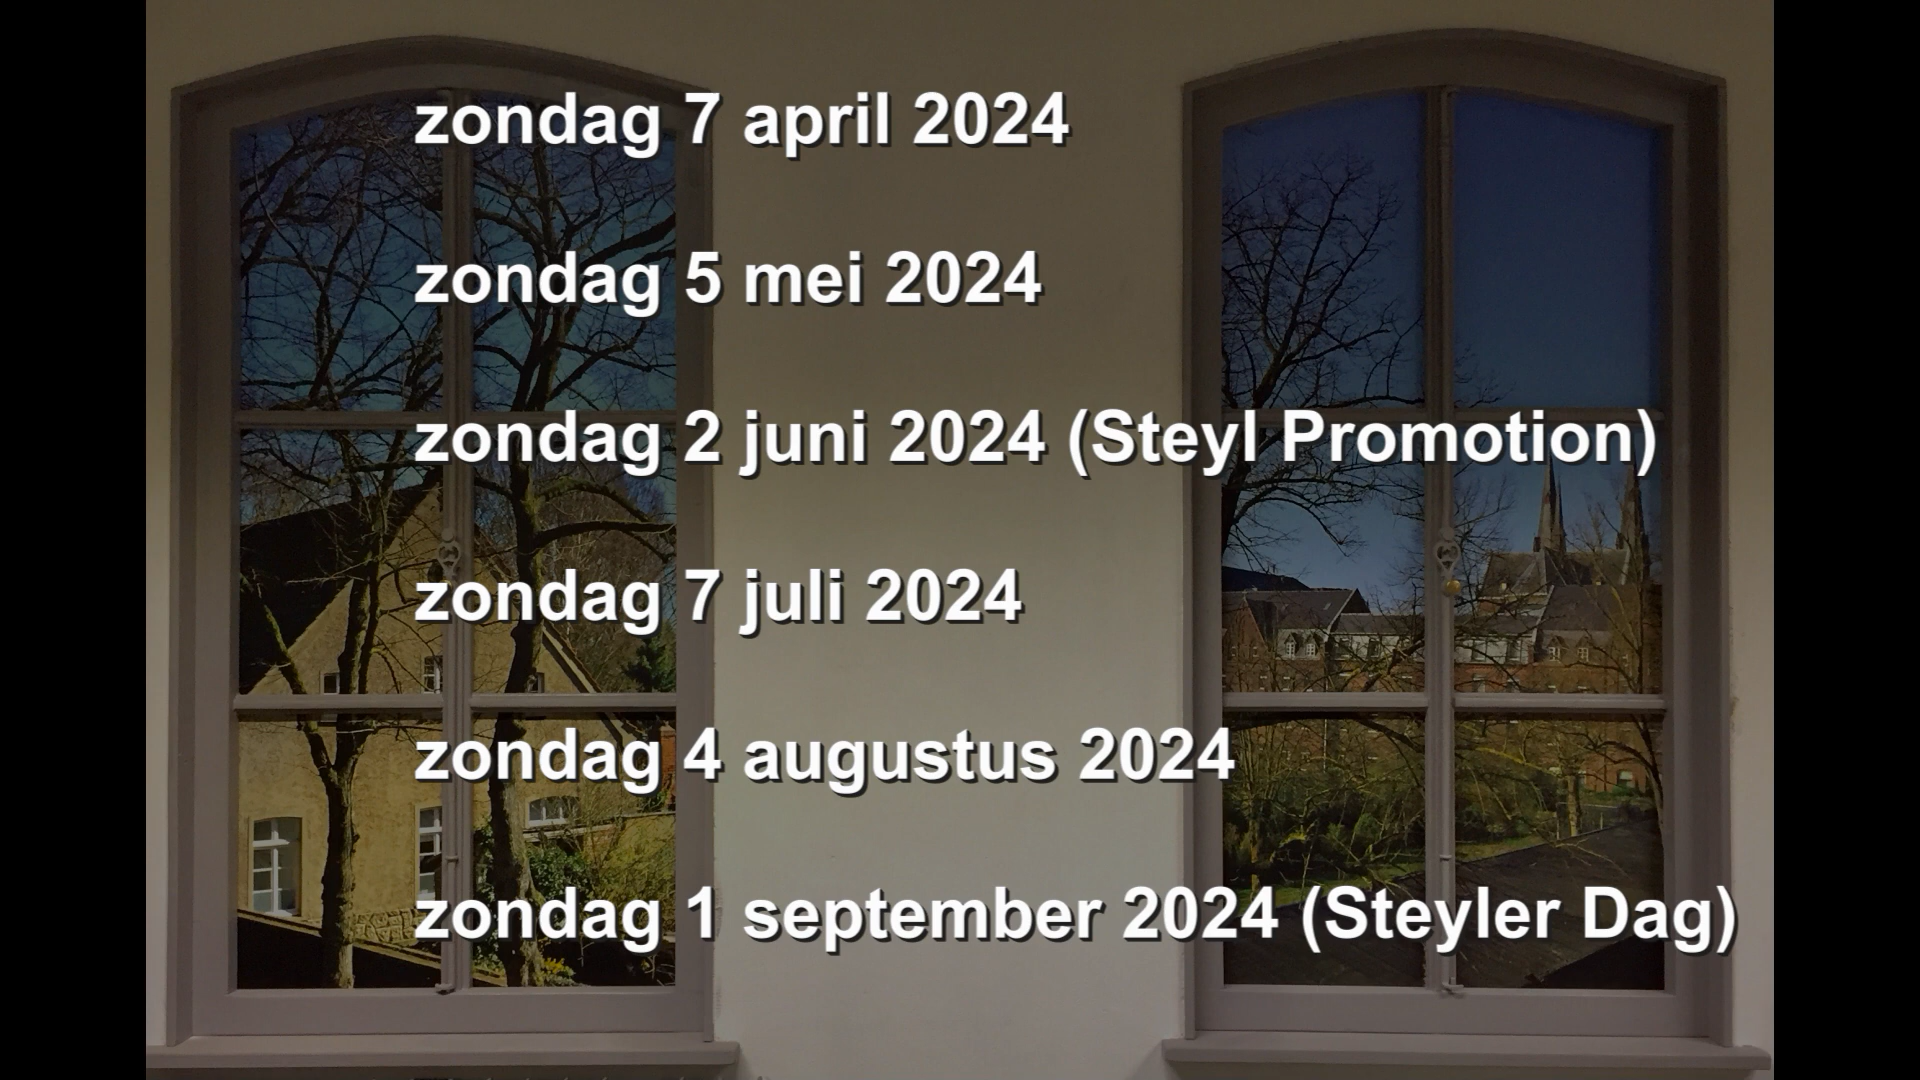 zondag 7 april 2024
zondag 5 mei 2024
zondag 2 juni 2024 (Steyl Promotion)
zondag 7 juli 2024
zondag 4 augustus 2024
zondag 1 september 2024 (Steyler Dag)